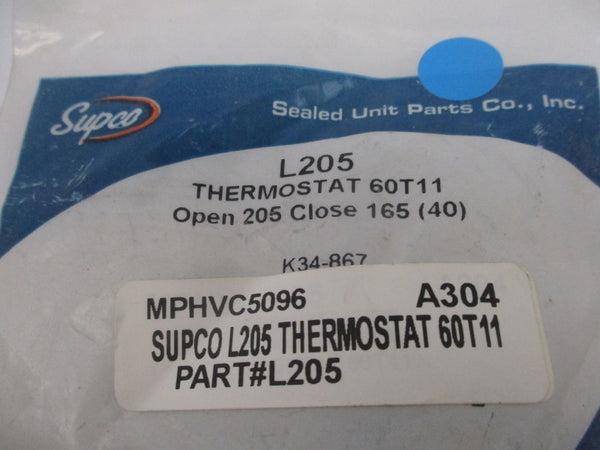 Supco
Sealed Unit Parts Co., Inc.
L205
THERMOSTAT 60T11
Open 205 Close 165 (40)
K34-867
MPHVC5096 A304
SUPCO L205 THERMOSTAT 60T11
PART#L205